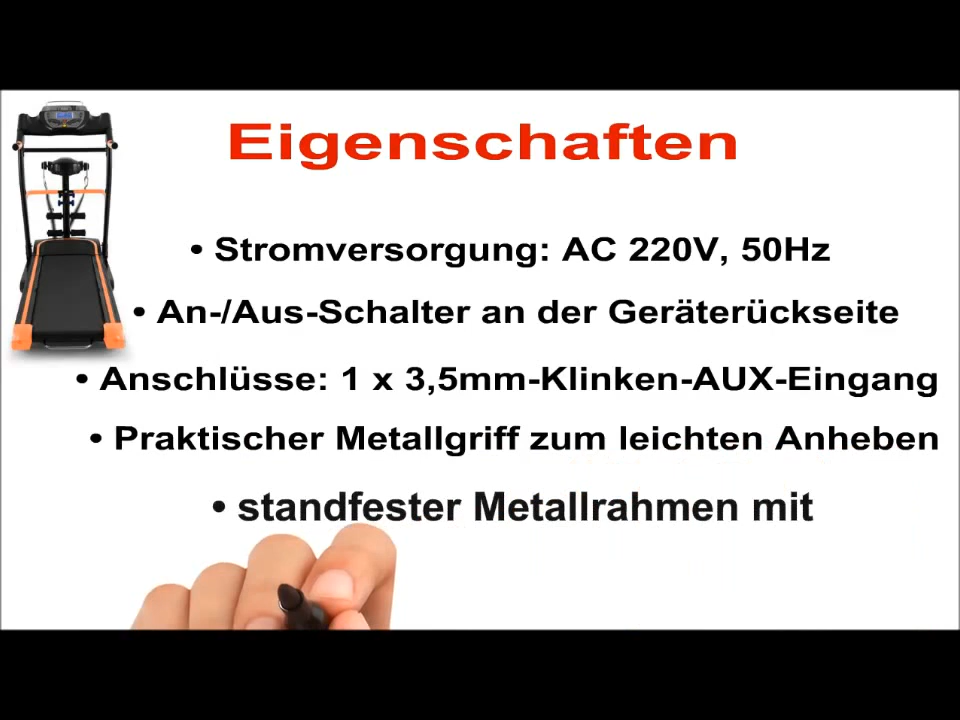 Eigenschaften
• Stromversorgung: AC 220V, 50Hz
• An-/Aus-Schalter an der Geräterückseite
• Anschlüsse: 1 x 3,5mm-Klinken-AUX-Eingang
• Praktischer Metallgriff zum leichten Anheben
• standfester Metallrahmen mit